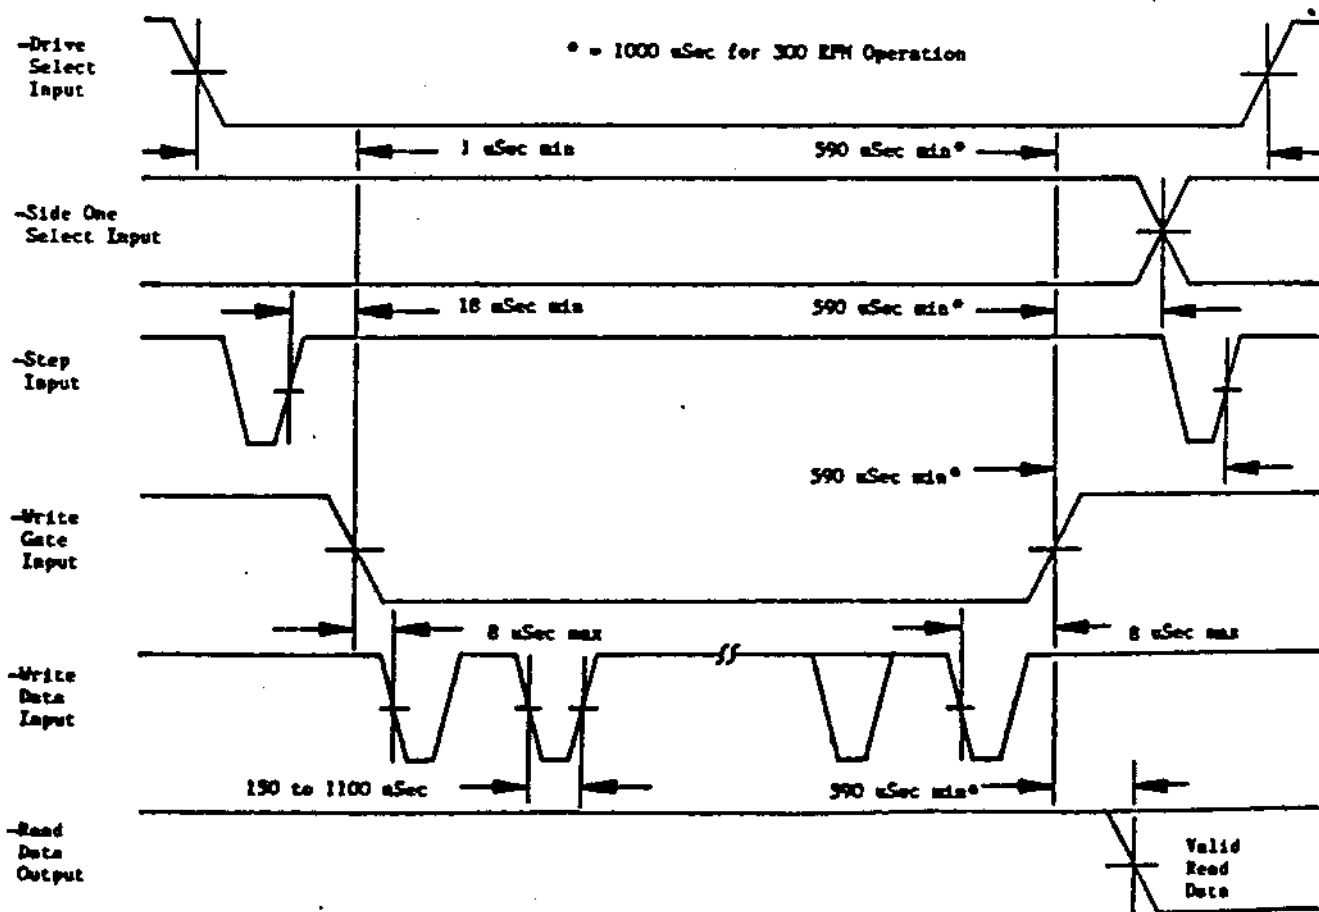 -Drive
Select
Input
* = 1000 uSec for 300 RPM Operation
1 uSec min
590 uSec min*
-Side One
Select Input
18 mSec min
590 uSec min*
-Step
Input
590 uSec min*
-Write
Gate
Input
8 uSec max
8 uSec max
-Write
Data
Input
150 to 1100 nSec
590 uSec min*
-Read
Data
Output
Valid
Read
Data